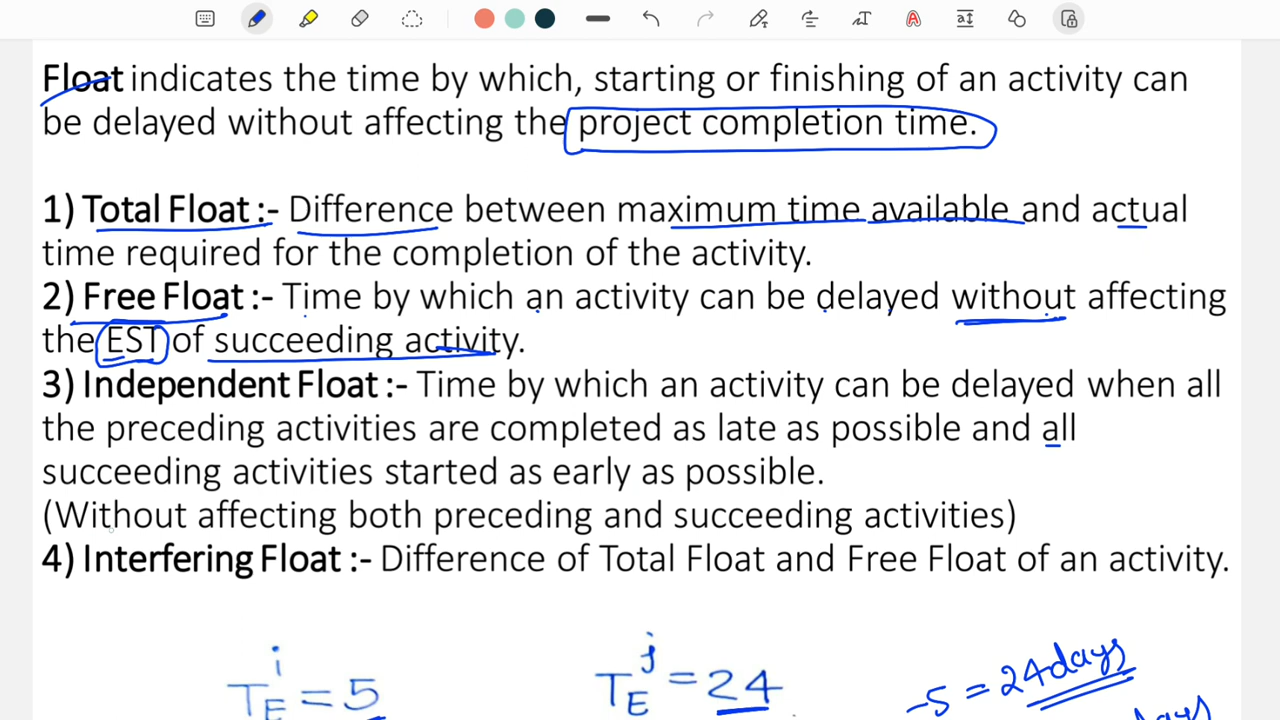 Float indicates the time by which, starting or finishing of an activity can
be delayed without affecting the project completion time.
1) Total Float :- Difference between maximum time available and actual
time required for the completion of the activity.
2) Free Float :- Time by which an activity can be delayed without affecting
the EST of succeeding activity.
3) Independent Float :- Time by which an activity can be delayed when all
the preceding activities are completed as late as possible and all
succeeding activities started as early as possible.
(Without affecting both preceding and succeeding activities)
4) Interfering Float :- Difference of Total Float and Free Float of an activity.
i
j
TE = 5
TE = 24
-5 = 24 days
days